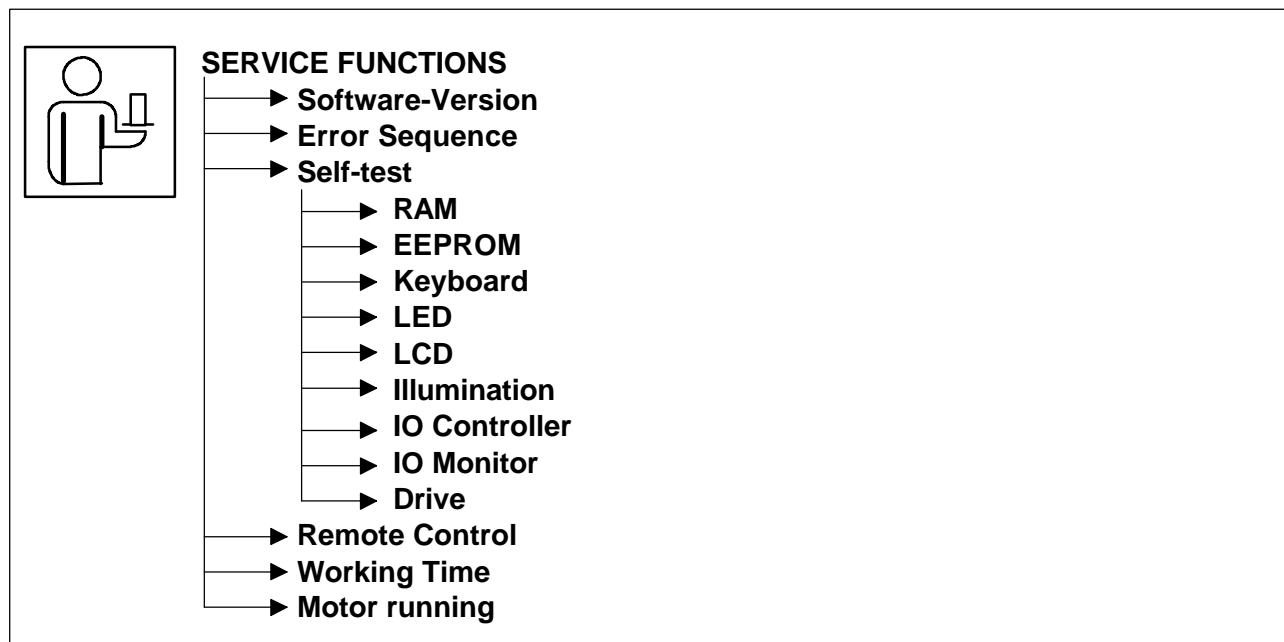 SERVICE FUNCTIONS
Software-Version
Error Sequence
Self-test
RAM
EEPROM
Keyboard
LED
LCD
Illumination
IO Controller
IO Monitor
Drive
Remote Control
Working Time
Motor running